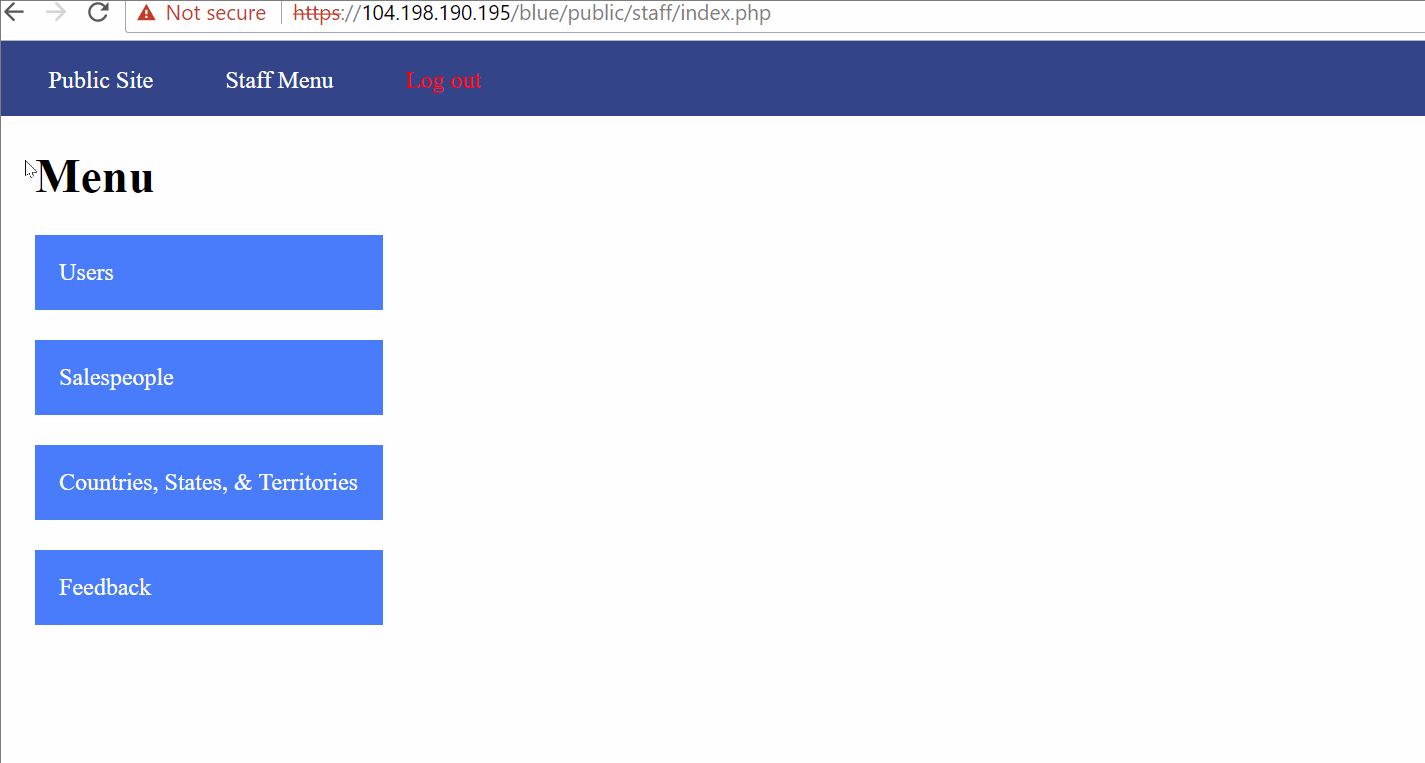 Not secure https://104.198.190.195/blue/public/staff/index.php
Public Site Staff Menu Log out
Menu
Users
Salespeople
Countries, States, & Territories
Feedback